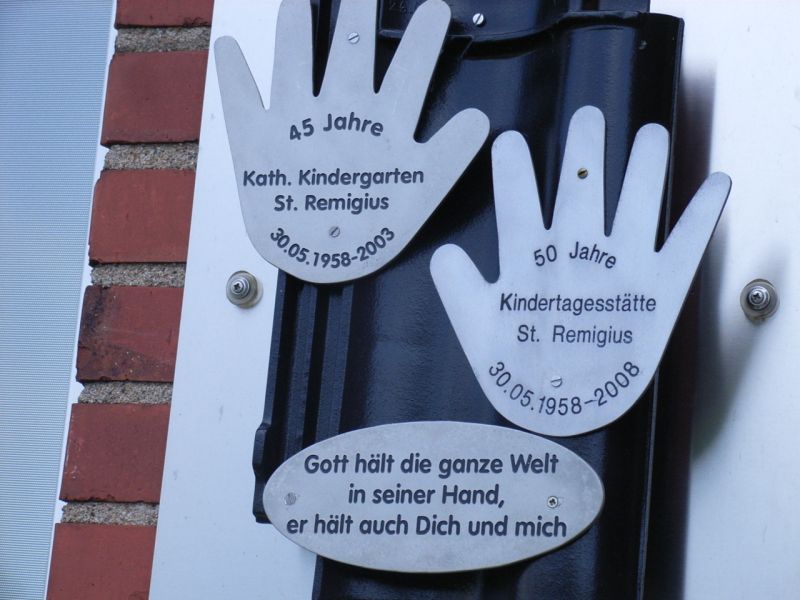 45 Jahre
Kath. Kindergarten
St. Remigius
30.05.1958-2003
50 Jahre
Kindertagesstätte
St. Remigius
30.05.1958-2008
Gott hält die ganze Welt
in seiner Hand,
er hält auch Dich und mich